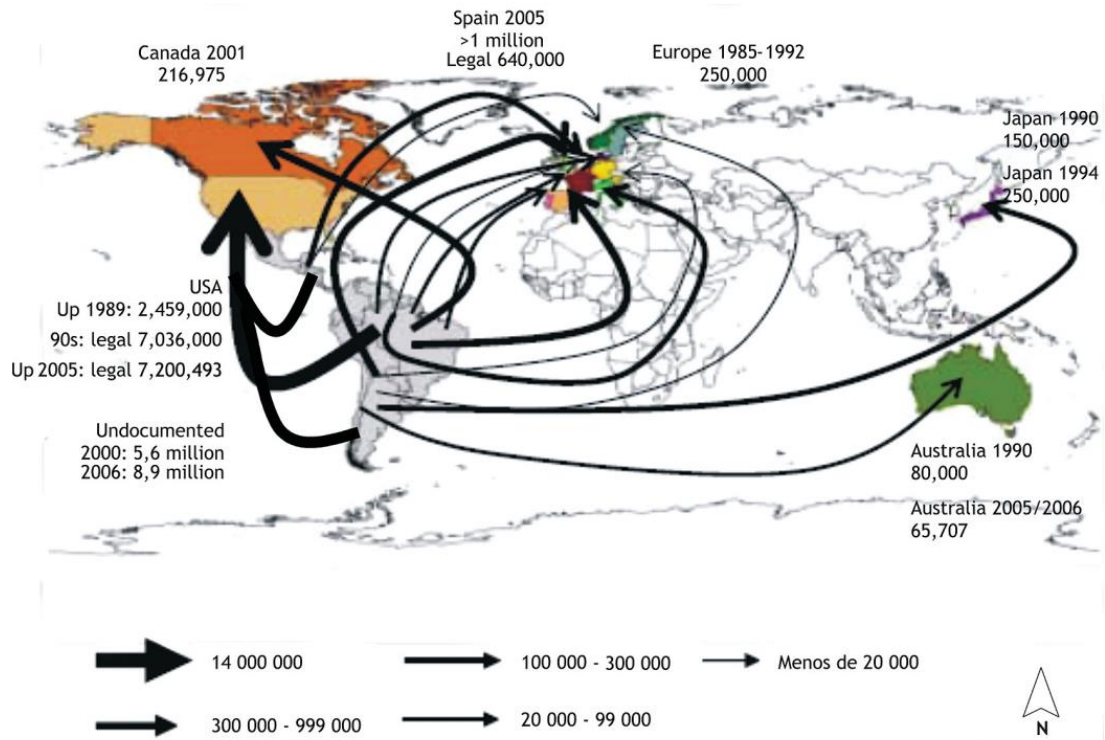 Spain 2005
>1 million
Legal 640,000
Canada 2001
216,975
Europe 1985-1992
250,000
Japan 1990
150,000
Japan 1994
250,000
USA
Up 1989: 2,459,000
90s: legal 7,036,000
Up 2005: legal 7,200,493
Undocumented
2000: 5,6 million
2006: 8,9 million
Australia 1990
80,000
Australia 2005/2006
65,707
14 000 000
100 000 - 300 000
Menos de 20 000
300 000 - 999 000
20 000 - 99 000
N